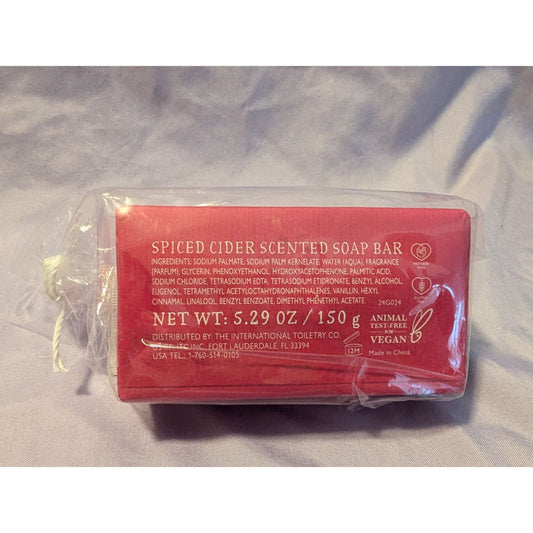 SPICED CIDER SCENTED SOAP BAR
INGREDIENTS: SODIUM PALMATE, SODIUM PALM KERNELATE, WATER (AQUA), FRAGRANCE
(PARFUM), GLYCERIN, PHENOXYETHANOL, HYDROXYACETOPHENONE, PALMITIC ACID,
SODIUM CHLORIDE, TETRASODIUM EDTA, TETRASODIUM ETIDRONATE, BENZYL ALCOHOL,
EUGENOL, TETRAMETHYL ACETYLOCTAHYDRONAPHTHALENES, VANILLIN, HEXYL
CINNAMAL, LINALOOL, BENZYL BENZOATE, DIMETHYL PHENETHYL ACETATE
24G024
NET WT: 5.29 OZ / 150 g
DISTRIBUTED BY: THE INTERNATIONAL TOILETRY CO
INC, FORT LAUDERDALE, FL 33394
USA TEL.: 1-760-514-0105
12M
PARABEN
FREE
FREE
ANIMAL
TEST-FREE
VEGAN
Made in China